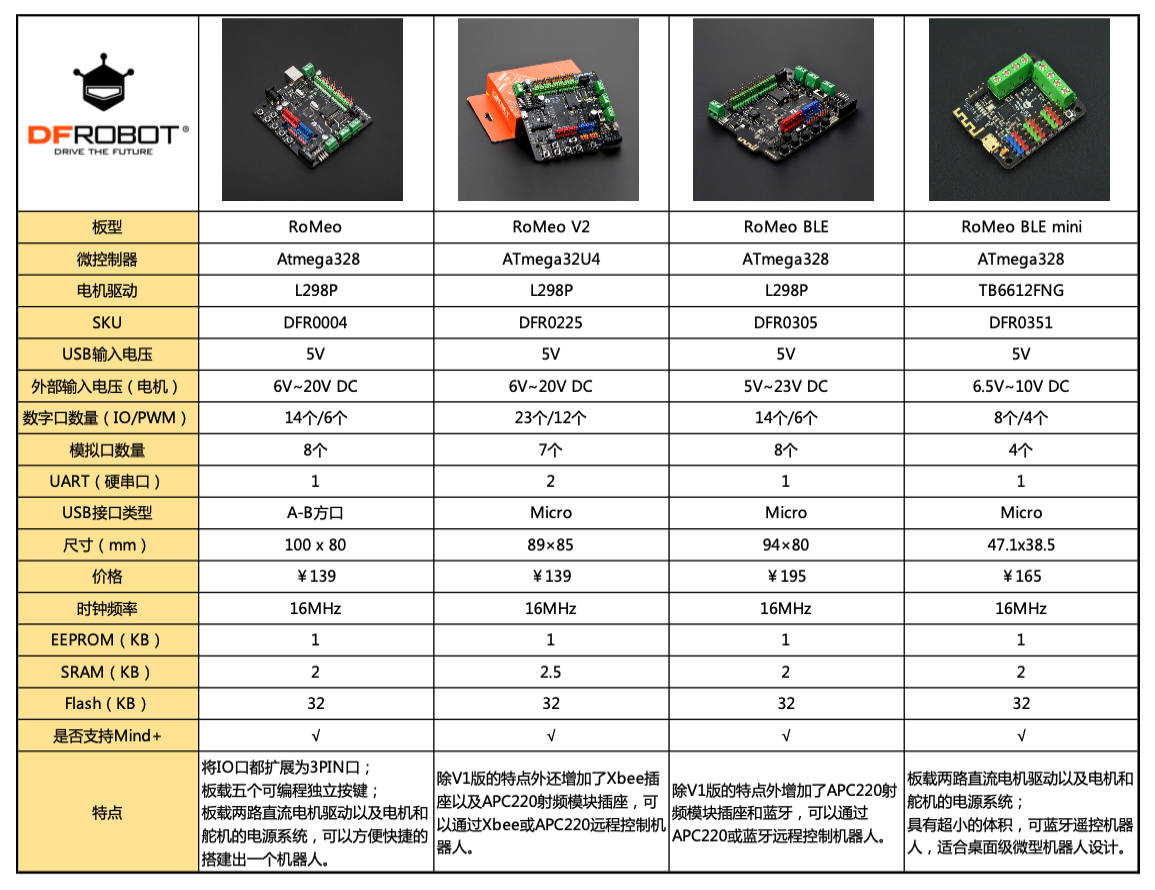 DFROBOT®
DRIVE THE FUTURE
板型 RoMeo RoMeo V2 RoMeo BLE RoMeo BLE mini
微控制器 Atmega328 ATmega32U4 ATmega328 ATmega328
电机驱动 L298P L298P L298P TB6612FNG
SKU DFR0004 DFR0225 DFR0305 DFR0351
USB输入电压 5V 5V 5V 5V
外部输入电压（电机） 6V~20V DC 6V~20V DC 5V~23V DC 6.5V~10V DC
数字口数量（IO/PWM） 14个/6个 23个/12个 14个/6个 8个/4个
模拟口数量 8个 7个 8个 4个
UART（硬串口） 1 2 1 1
USB接口类型 A-B方口 Micro Micro Micro
尺寸（mm） 100 x 80 89×85 94×80 47.1x38.5
价格 ￥139 ￥139 ￥195 ￥165
时钟频率 16MHz 16MHz 16MHz 16MHz
EEPROM（KB） 1 1 1 1
SRAM（KB） 2 2.5 2 2
Flash（KB） 32 32 32 32
是否支持Mind+ √ √ √ √
特点
将IO口都扩展为3PIN口；
板载五个可编程独立按键；
板载两路直流电机驱动以及电机和
舵机的电源系统，可以方便快捷的
搭建出一个机器人。
除V1版的特点外还增加了Xbee插
座以及APC220射频模块插座，可
以通过Xbee或APC220远程控制机
器人。
除V1版的特点外增加了APC220射
频模块插座和蓝牙，可以通过
APC220或蓝牙远程控制机器人。
板载两路直流电机驱动以及电机和
舵机的电源系统；
具有超小的体积，可蓝牙遥控机器
人，适合桌面级微型机器人设计。